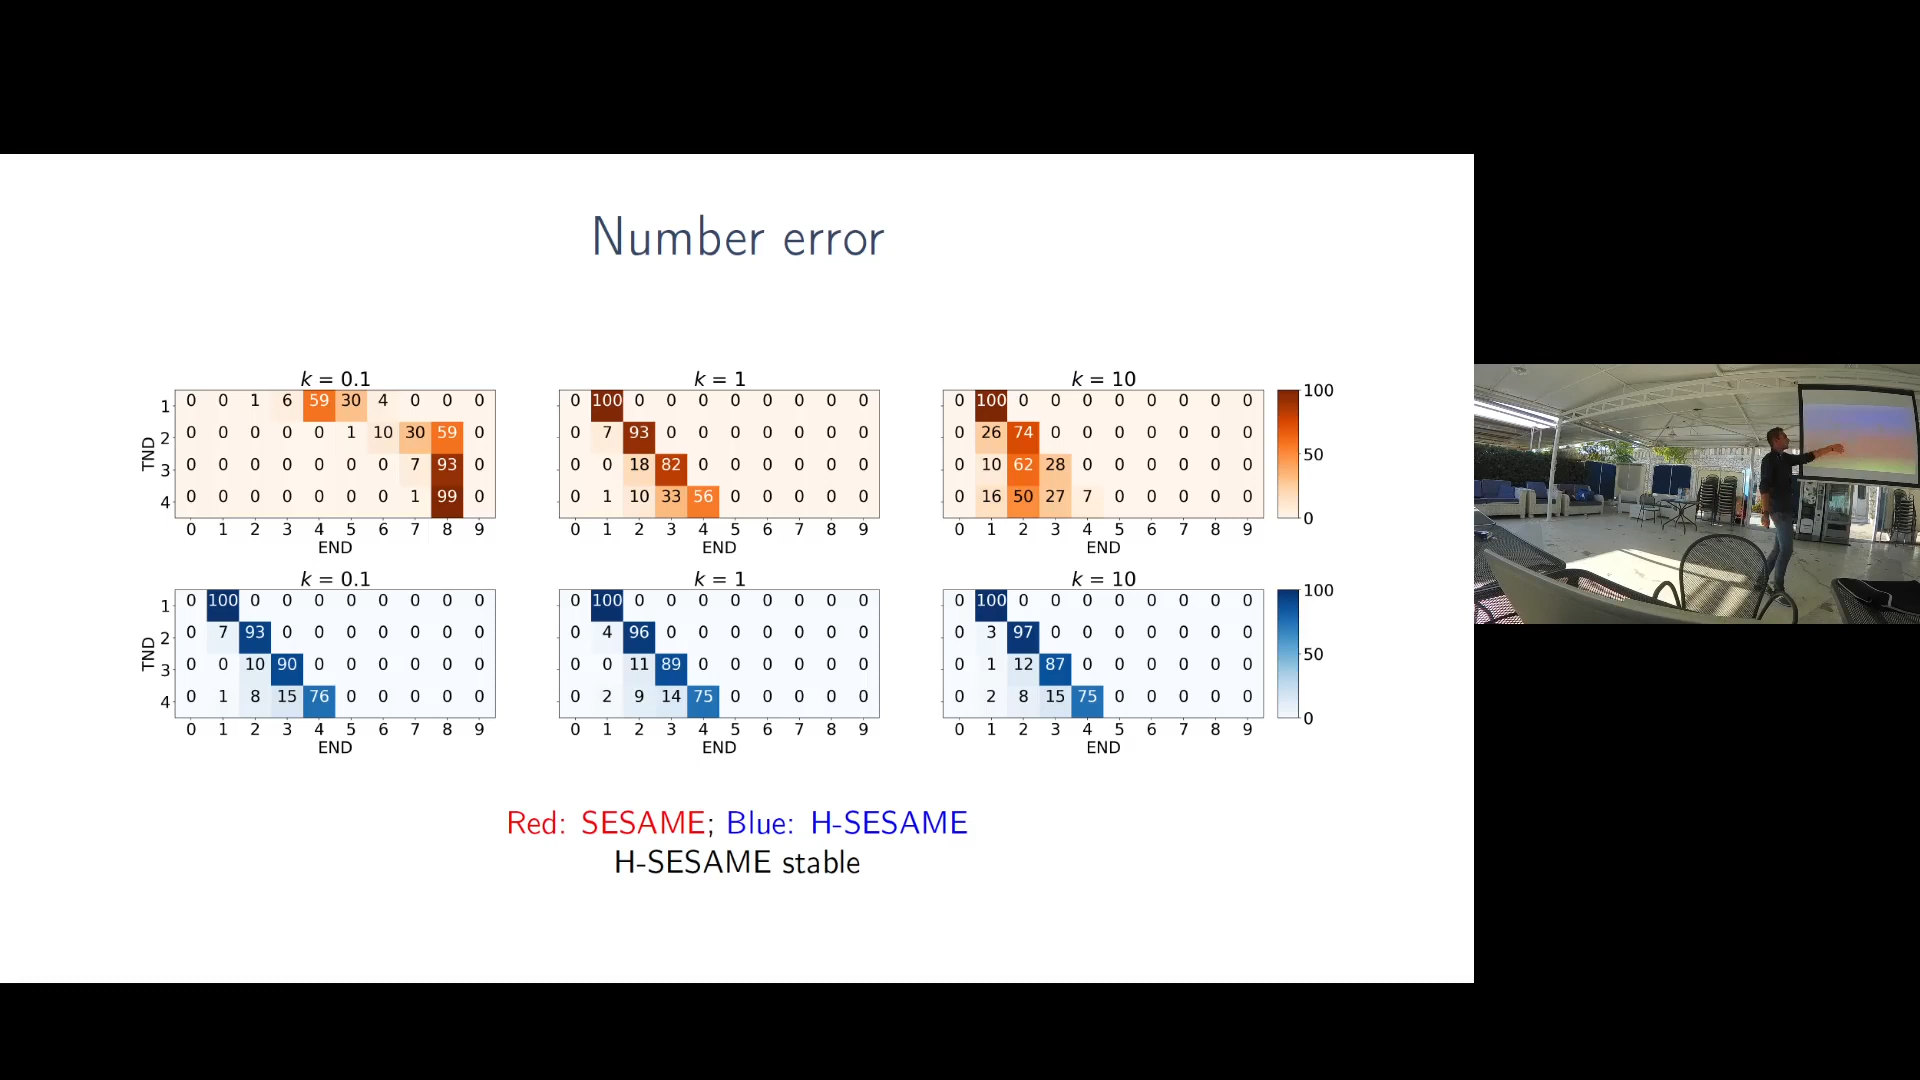 Number error
k = 0.1
k = 1
k = 10
TND
1 0 0 1 6 59 30 4 0 0 0
2 0 0 0 0 0 1 10 30 59 0
3 0 0 0 0 0 0 0 7 93 0
4 0 0 0 0 0 0 0 1 99 0
0 1 2 3 4 5 6 7 8 9
END
0 100 0 0 0 0 0 0 0 0
0 7 93 0 0 0 0 0 0 0
0 0 18 82 0 0 0 0 0 0
0 1 10 33 56 0 0 0 0 0
0 1 2 3 4 5 6 7 8 9
END
0 100 0 0 0 0 0 0 0 0
0 26 74 0 0 0 0 0 0 0
0 10 62 28 0 0 0 0 0 0
0 16 50 27 7 0 0 0 0 0
0 1 2 3 4 5 6 7 8 9
END
100
50
0
k = 0.1
k = 1
k = 10
TND
1 0 100 0 0 0 0 0 0 0 0
2 0 7 93 0 0 0 0 0 0 0
3 0 0 10 90 0 0 0 0 0 0
4 0 1 8 15 76 0 0 0 0 0
0 1 2 3 4 5 6 7 8 9
END
0 100 0 0 0 0 0 0 0 0
0 4 96 0 0 0 0 0 0 0
0 0 11 89 0 0 0 0 0 0
0 2 9 14 75 0 0 0 0 0
0 1 2 3 4 5 6 7 8 9
END
0 100 0 0 0 0 0 0 0 0
0 3 97 0 0 0 0 0 0 0
0 1 12 87 0 0 0 0 0 0
0 2 8 15 75 0 0 0 0 0
0 1 2 3 4 5 6 7 8 9
END
100
50
0
Red: SESAME; Blue: H-SESAME
H-SESAME stable